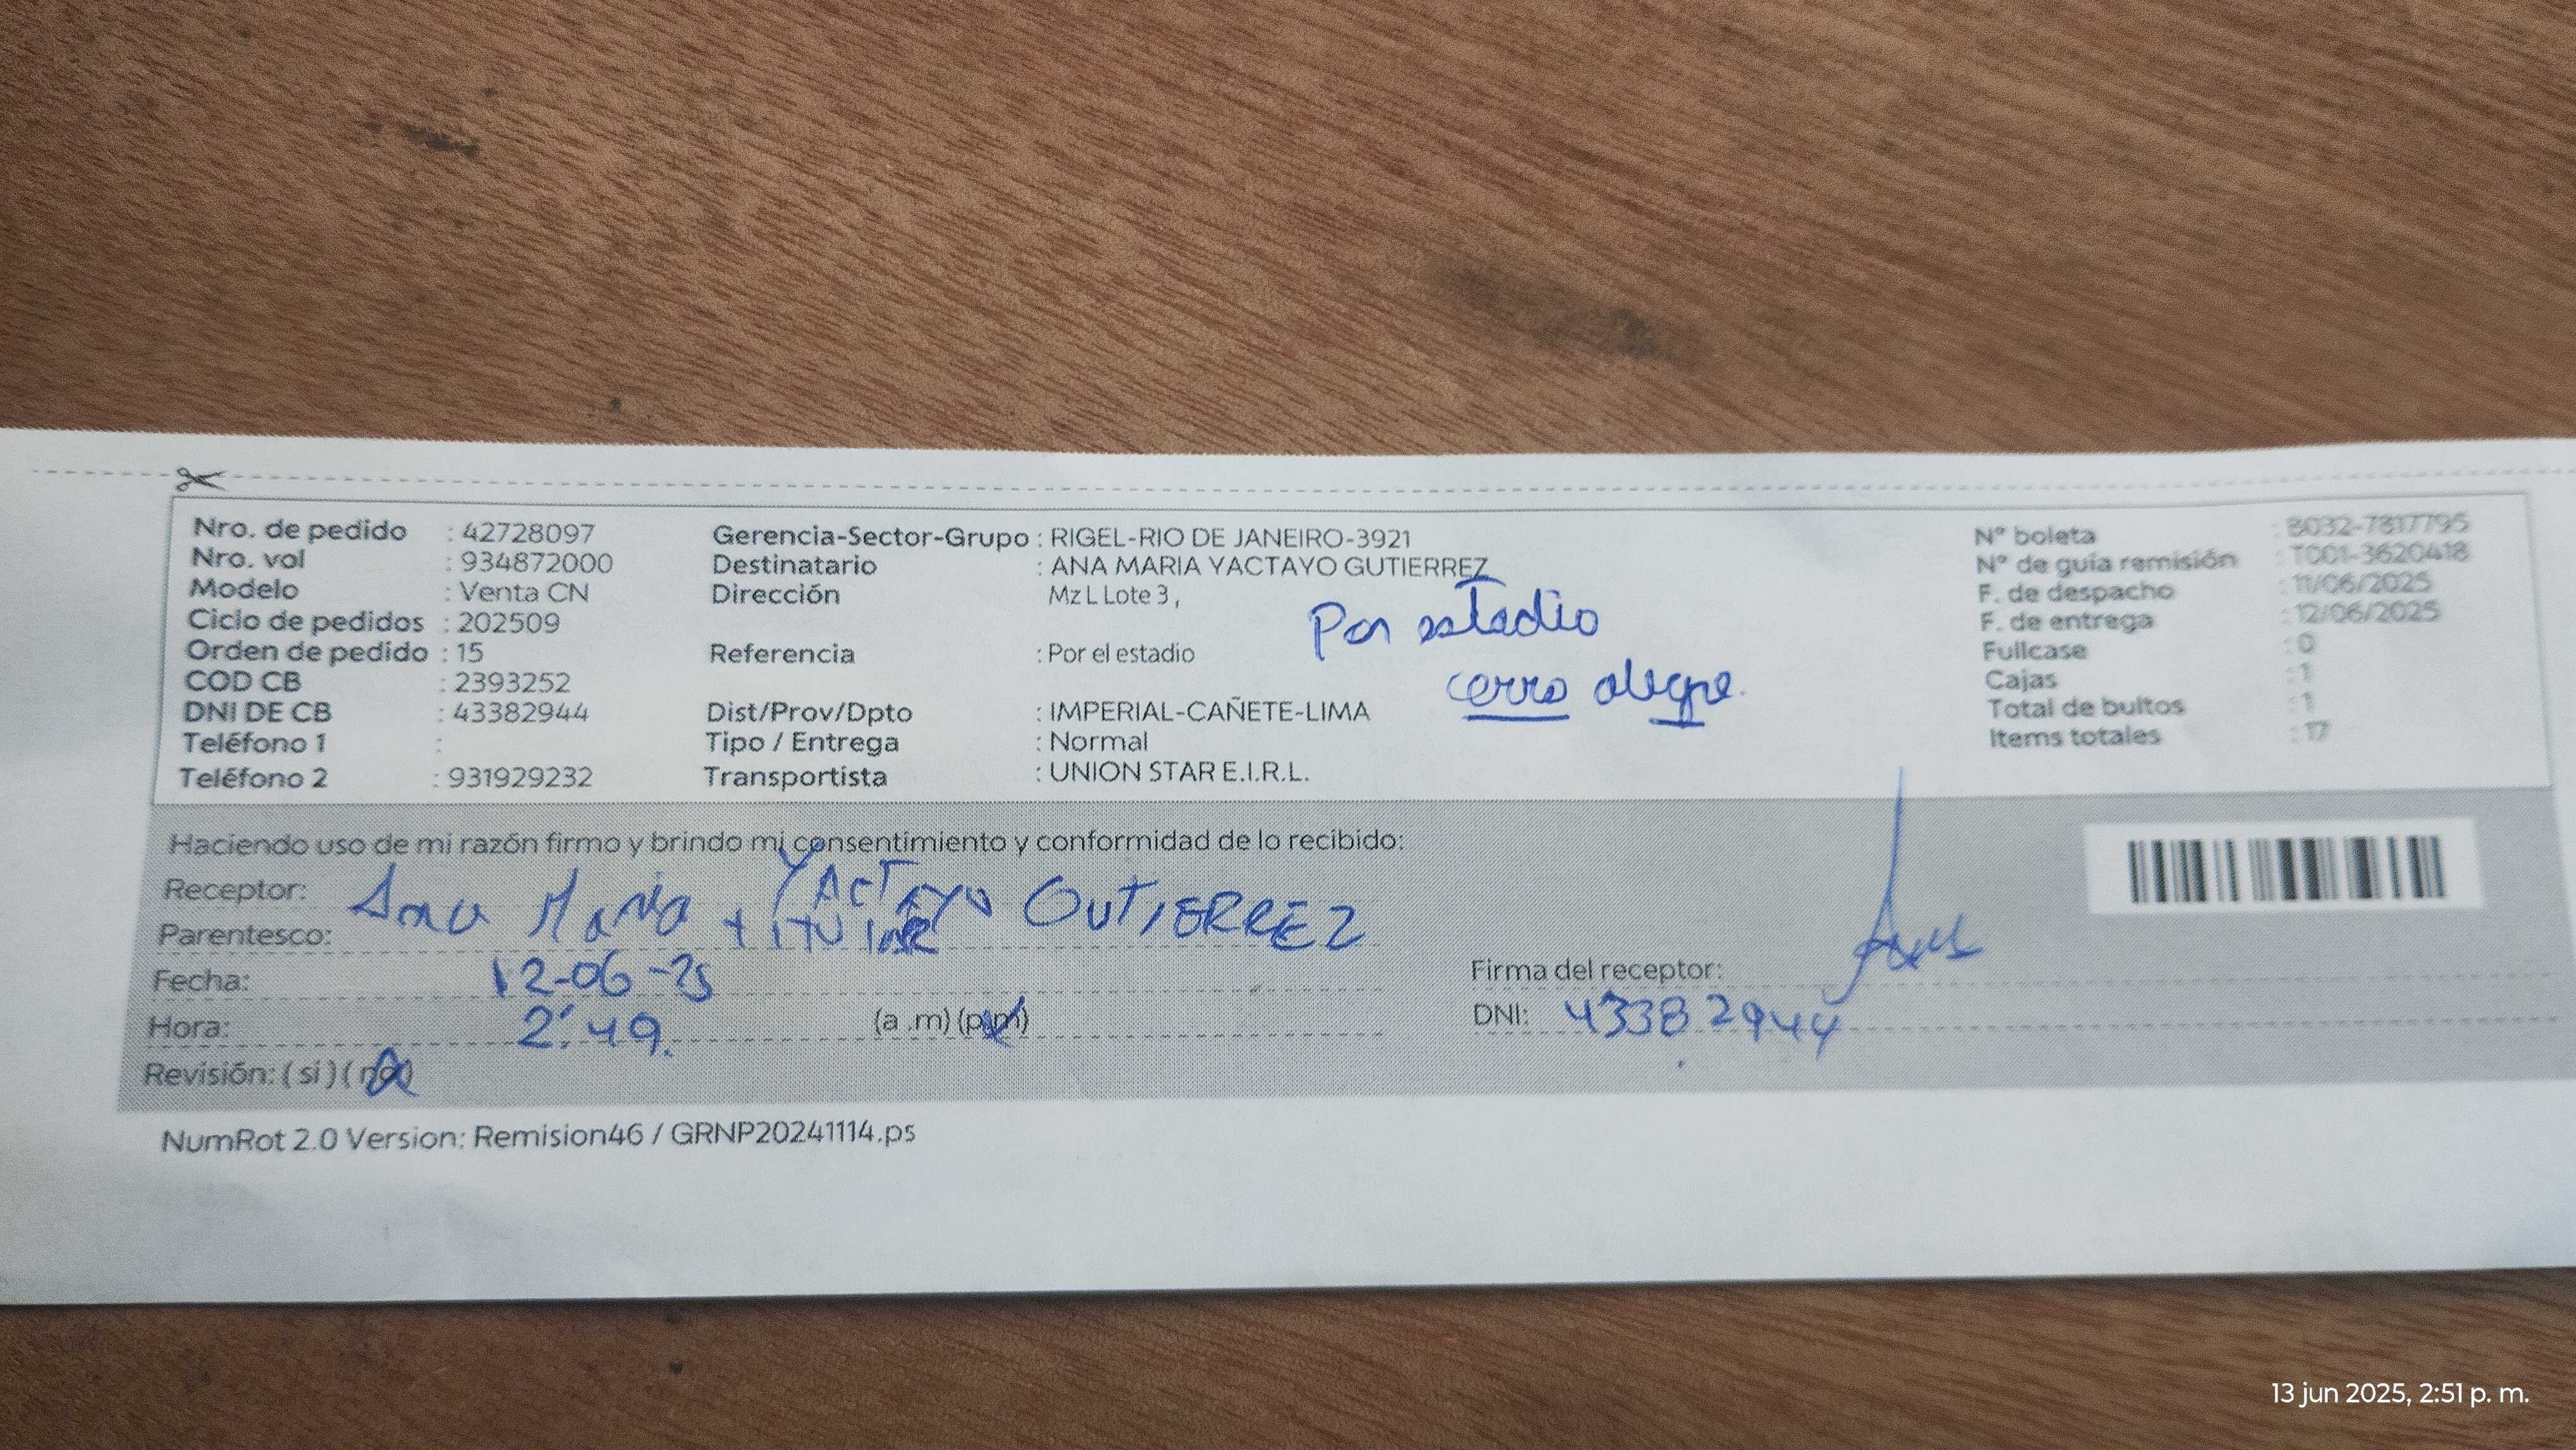 Nro. de pedido : 42728097
Nro. vol : 934872000
Modelo : Venta CN
Ciclo de pedidos : 202509
Orden de pedido : 15
COD CB : 2393252
DNI DE CB : 43382944
Teléfono 1 :
Teléfono 2 : 931929232
Gerencia-Sector-Grupo : RIGEL-RIO DE JANEIRO-3921
Destinatario : ANA MARIA YACTAYO GUTIERREZ
Dirección Mz L Lote 3 ,
Referencia : Por el estadio
Dist/Prov/Dpto : IMPERIAL-CAÑETE-LIMA
Tipo / Entrega : Normal
Transportista : UNION STAR E.I.R.L.
Por estadio
cerro alegre.
N° boleta : B032-7817795
N° de guía remisión : T001-3620418
F. de despacho : 11/06/2025
F. de entrega : 12/06/2025
Fullcase : 0
Cajas : 1
Total de bultos : 1
Items totales : 17
Haciendo uso de mi razón firmo y brindo mi consentimiento y conformidad de lo recibido:
Receptor: Ana Maria YACTAYO GUTIERREZ
Parentesco: TITULAR
Fecha: 12-06-25
Hora: 2:49. (a .m) (p.m)
Revisión: ( si ) ( no )
Firma del receptor:
DNI: 43382944
NumRot 2.0 Version: Remision46 / GRNP20241114.ps
13 jun 2025, 2:51 p. m.